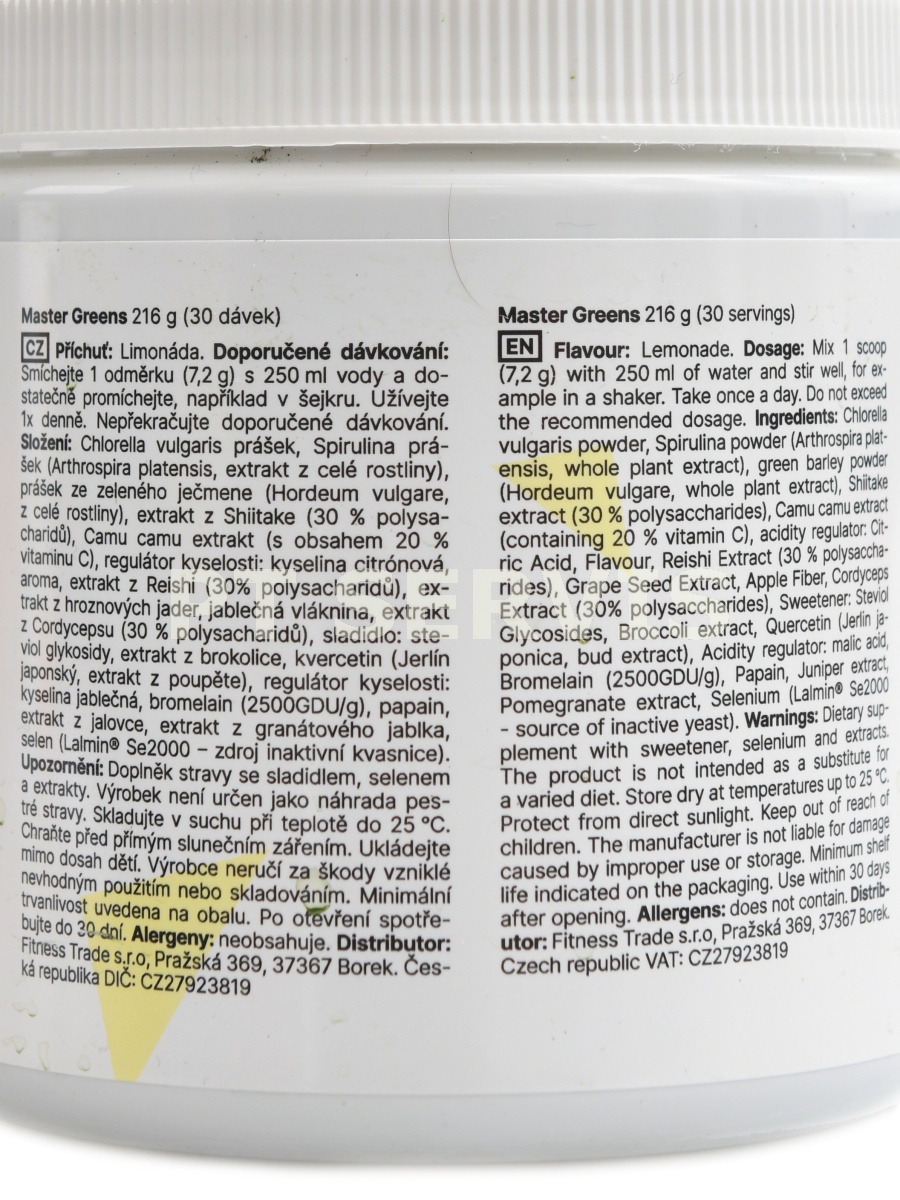 Master Greens 216 g (30 dávek)
CZ Příchuť: Limonáda. Doporučené dávkování:
Smíchejte 1 odměrku (7,2 g) s 250 ml vody a do-
statečně promíchejte, například v šejkru. Užívejte
1x denně. Nepřekračujte doporučené dávkování.
Složení: Chlorella vulgaris prášek, Spirulina prá-
šek (Arthrospira platensis, extrakt z celé rostliny),
prášek ze zeleného ječmene (Hordeum vulgare,
z celé rostliny), extrakt z Shiitake (30 % polysa-
charidů), Camu camu extrakt (s obsahem 20 %
vitaminu C), regulátor kyselosti: kyselina citrónová,
aroma, extrakt z Reishi (30% polysacharidů), ex-
trakt z hroznových jader, jablečná vláknina, extrakt
z Cordycepsu (30 % polysacharidů), sladidlo: ste-
viol glykosidy, extrakt z brokolice, kvercetin (Jerlín
japonský, extrakt z poupěte), regulátor kyselosti:
kyselina jablečná, bromelain (2500GDU/g), papain,
extrakt z jalovce, extrakt z granátového jablka,
selen (Lalmin® Se2000 – zdroj inaktivní kvasnice).
Upozornění: Doplněk stravy se sladidlem, selenem
a extrakty. Výrobek není určen jako náhrada pes-
tré stravy. Skladujte v suchu při teplotě do 25 °C.
Chraňte před přímým slunečním zářením. Ukládejte
mimo dosah dětí. Výrobce neručí za škody vzniklé
nevhodným použitím nebo skladováním. Minimální
trvanlivost uvedena na obalu. Po otevření spotře-
bujte do 30 dní. Alergeny: neobsahuje. Distributor:
Fitness Trade s.r.o, Pražská 369, 37367 Borek. Čes-
ká republika DIČ: CZ27923819
Master Greens 216 g (30 servings)
EN Flavour: Lemonade. Dosage: Mix 1 scoop
(7,2 g) with 250 ml of water and stir well, for ex-
ample in a shaker. Take once a day. Do not exceed
the recommended dosage. Ingredients: Chlorella
vulgaris powder, Spirulina powder (Arthrospira plat-
ensis, whole plant extract), green barley powder
(Hordeum vulgare, whole plant extract), Shiitake
extract (30 % polysaccharides), Camu camu extract
(containing 20 % vitamin C), acidity regulator: Cit-
ric Acid, Flavour, Reishi Extract (30 % polysaccha-
rides), Grape Seed Extract, Apple Fiber, Cordyceps
Extract (30% polysaccharides), Sweetener: Steviol
Glycosides, Broccoli extract, Quercetin (Jerlin ja-
ponica, bud extract), Acidity regulator: malic acid,
Bromelain (2500GDU/g), Papain, Juniper extract,
Pomegranate extract, Selenium (Lalmin® Se2000
- source of inactive yeast). Warnings: Dietary sup-
plement with sweetener, selenium and extracts.
The product is not intended as a substitute for
a varied diet. Store dry at temperatures up to 25 °C.
Protect from direct sunlight. Keep out of reach of
children. The manufacturer is not liable for damage
caused by improper use or storage. Minimum shelf
life indicated on the packaging. Use within 30 days
after opening. Allergens: does not contain. Distrib-
utor: Fitness Trade s.r.o, Pražská 369, 37367 Borek.
Czech republic VAT: CZ27923819